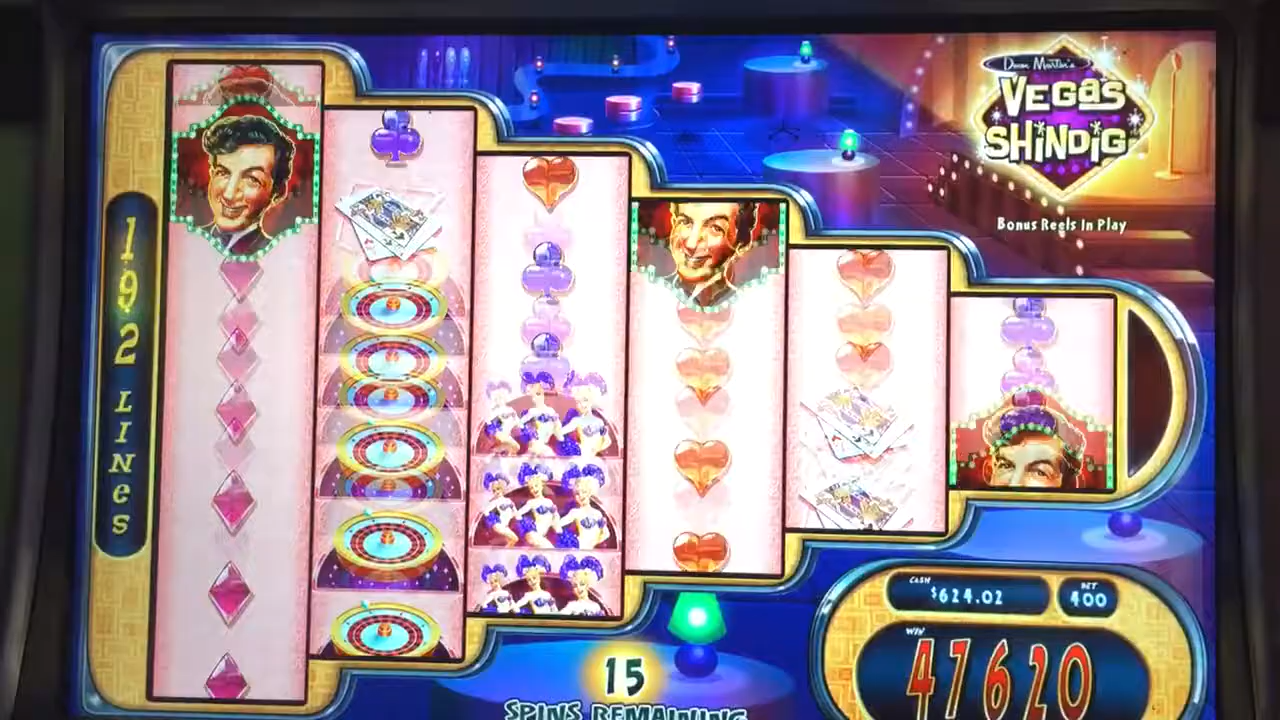 Dean Martin's
VEGAS
SHINDIG
Bonus Reels In Play
192 LINES
CASH
$624.02
BET
400
WIN
47620
15
SPINS REMAINING